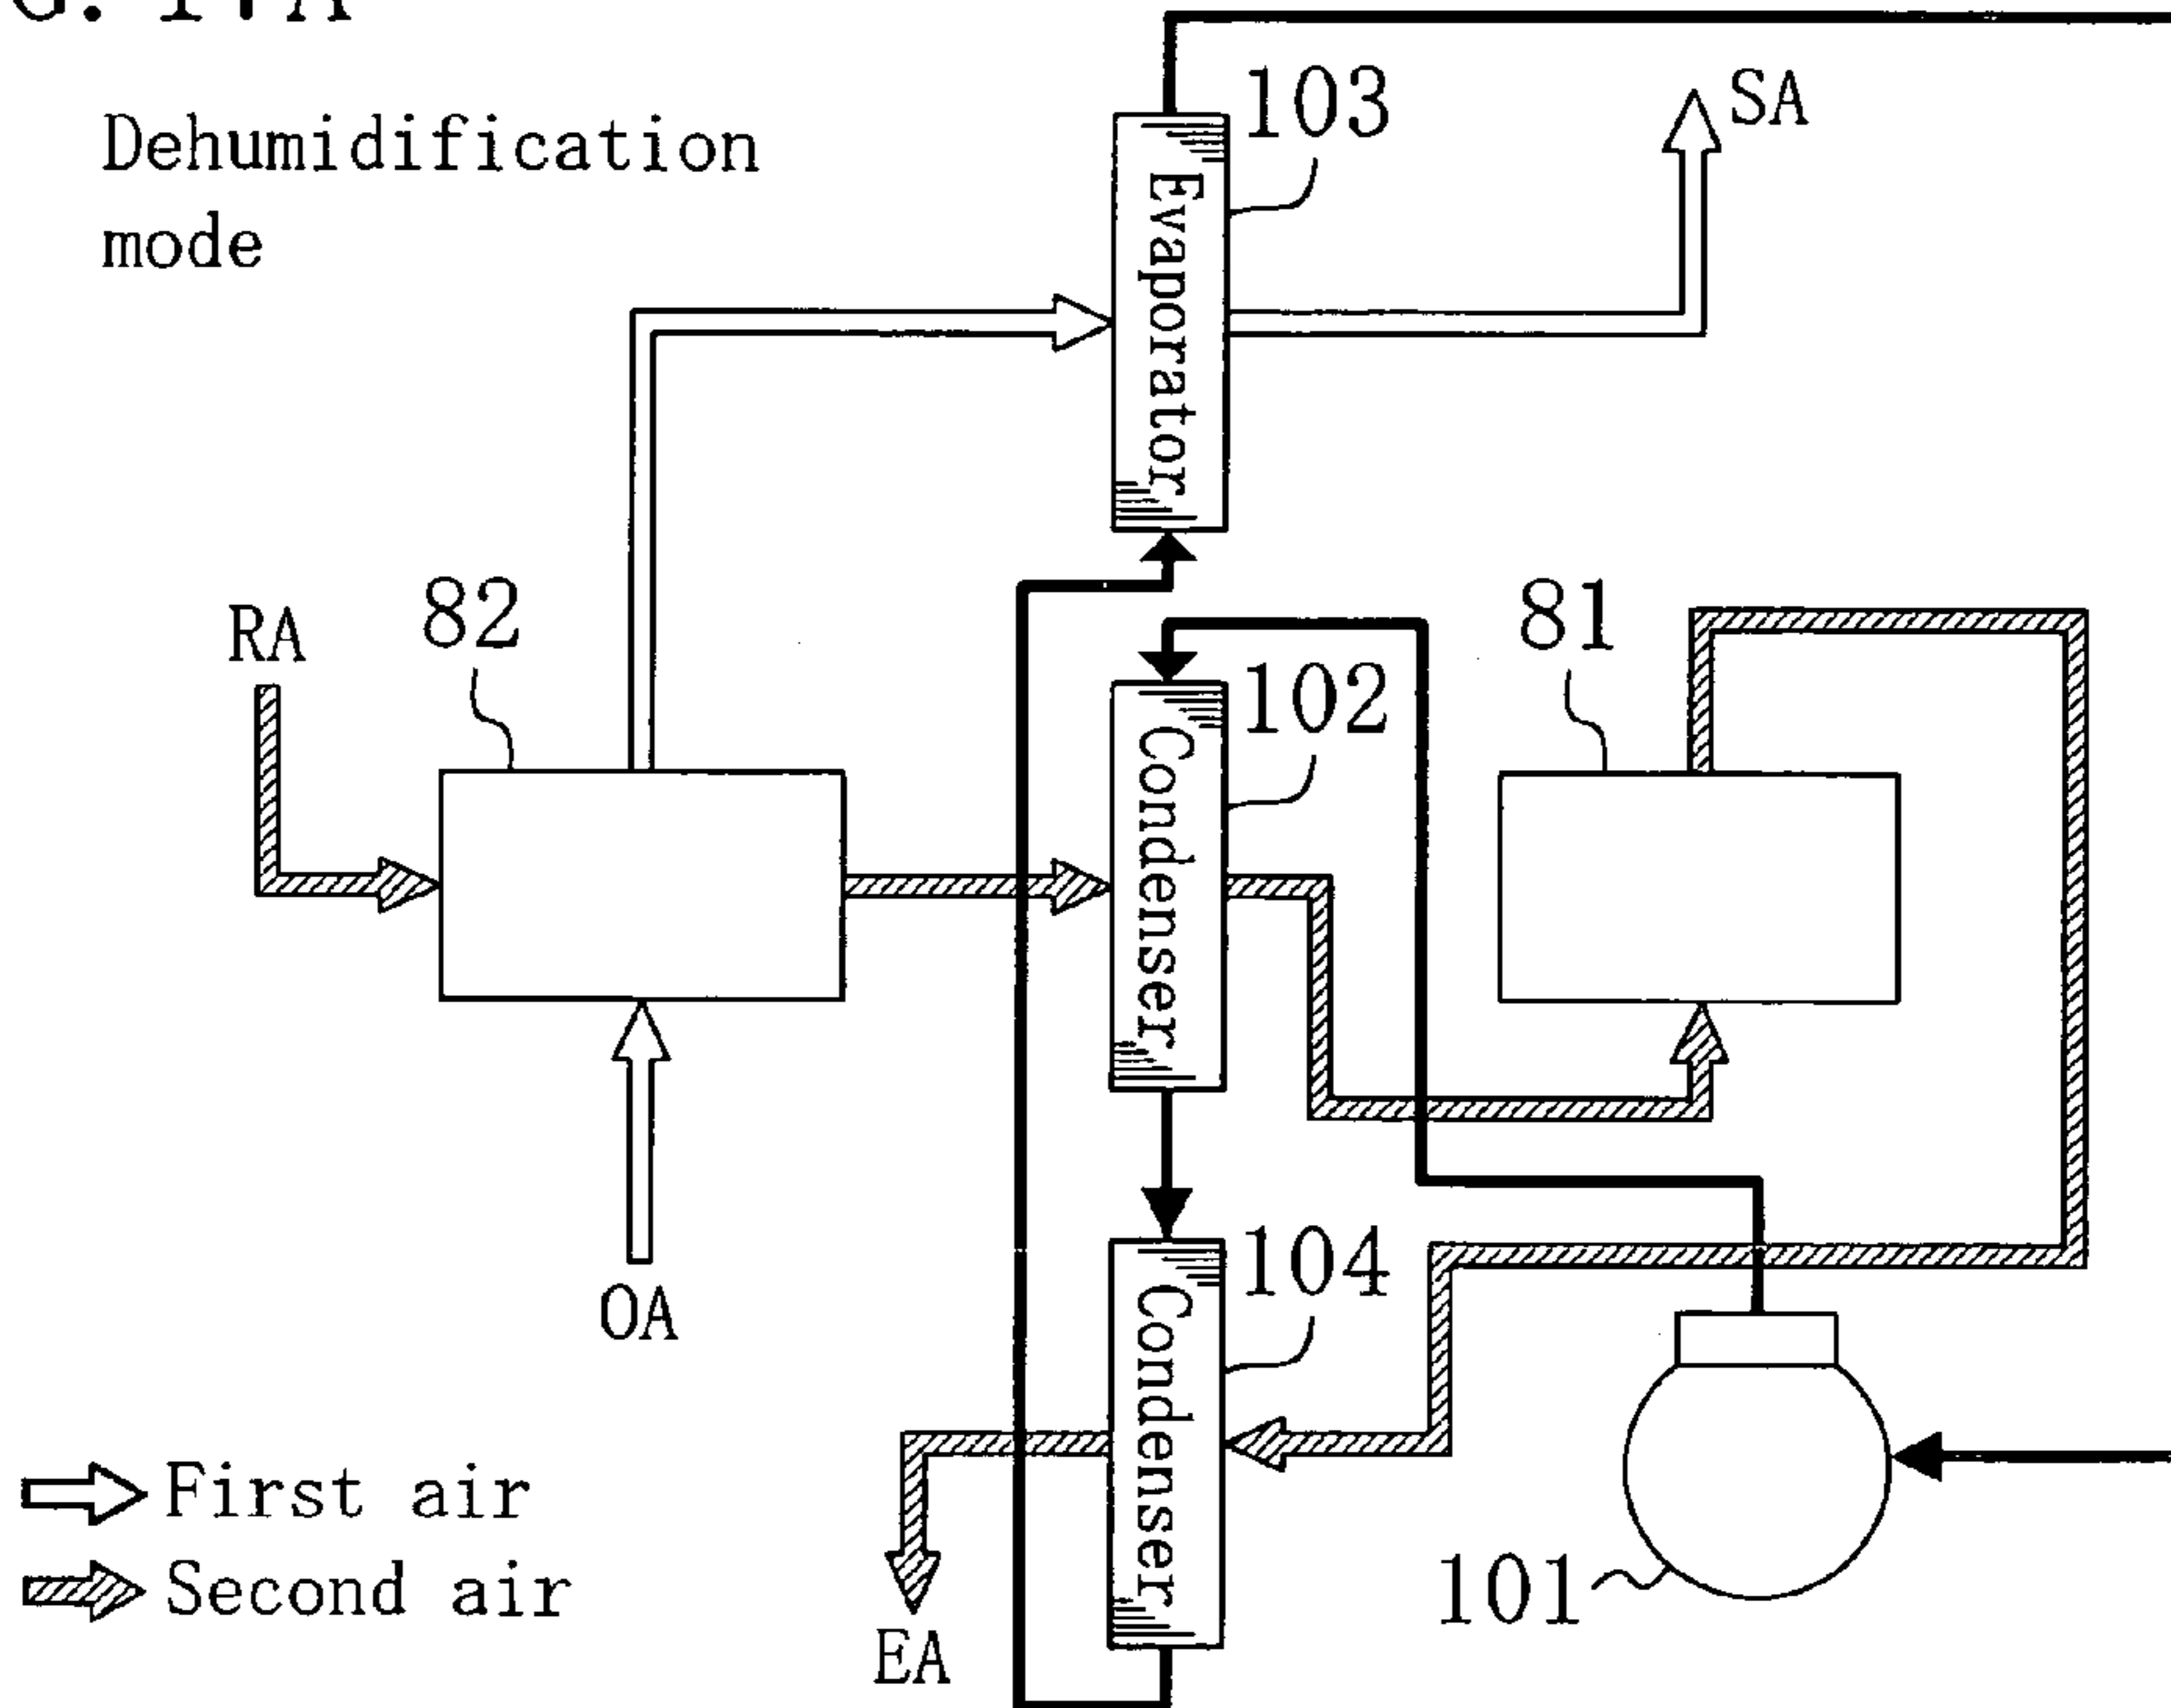 Dehumidification
mode
103
SA
Evaporator
RA
82
81
102
Condenser
OA
104
Condenser
First air
Second air
101
EA